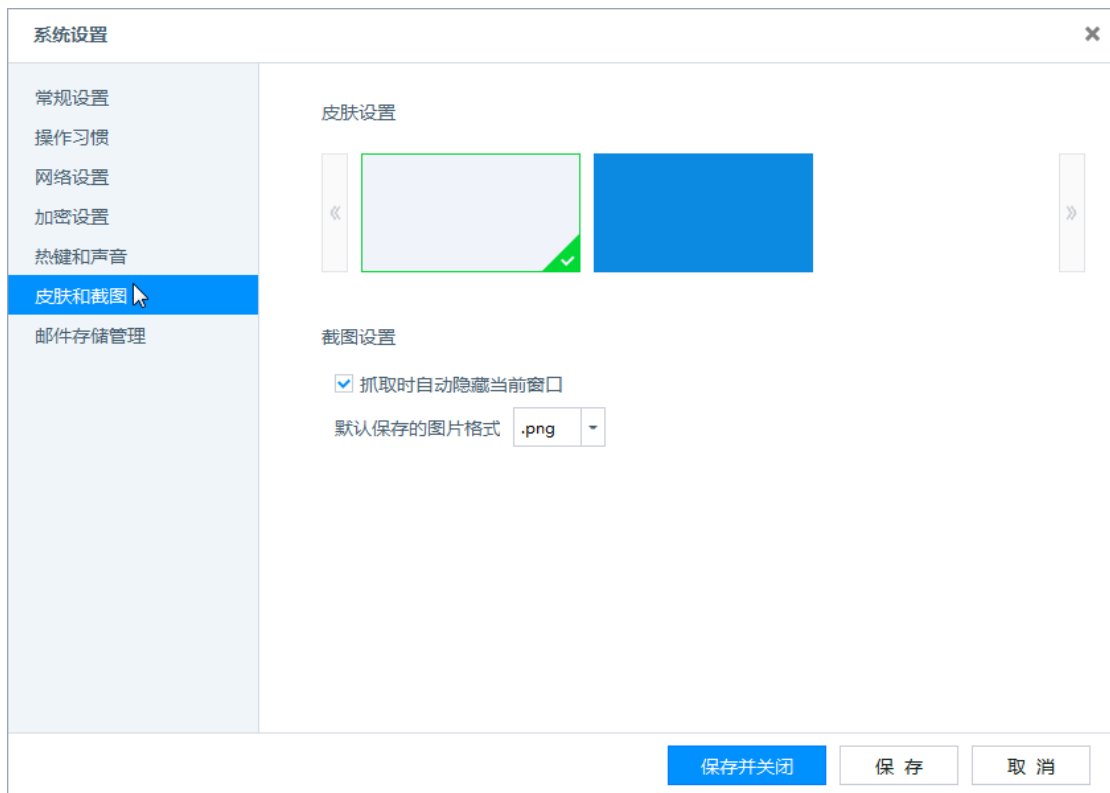 系统设置
常规设置
操作习惯
网络设置
加密设置
热键和声音
皮肤和截图
邮件存储管理
皮肤设置
截图设置
抓取时自动隐藏当前窗口
默认保存的图片格式 .png
保存并关闭 保 存 取 消